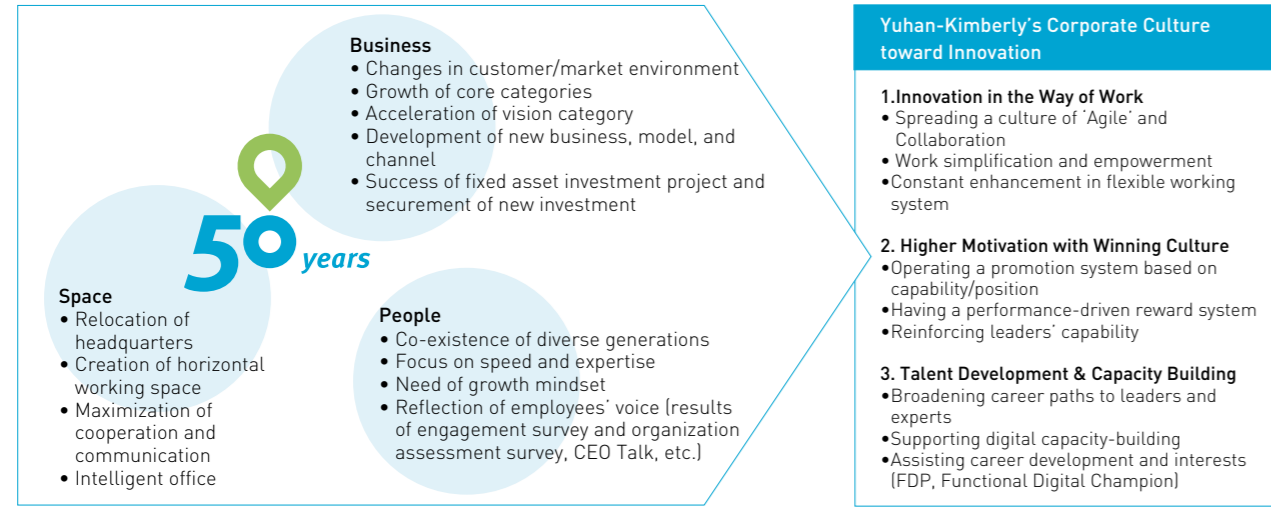 Business
• Changes in customer/market environment
• Growth of core categories
• Acceleration of vision category
• Development of new business, model, and
channel
• Success of fixed asset investment project and
securement of new investment
50 years
Space
• Relocation of
headquarters
• Creation of horizontal
working space
• Maximization of
cooperation and
communication
• Intelligent office
People
• Co-existence of diverse generations
• Focus on speed and expertise
• Need of growth mindset
• Reflection of employees' voice (results
of engagement survey and organization
assessment survey, CEO Talk, etc.)
Yuhan-Kimberly's Corporate Culture
toward Innovation
1.Innovation in the Way of Work
• Spreading a culture of 'Agile' and
Collaboration
• Work simplification and empowerment
•Constant enhancement in flexible working
system
2. Higher Motivation with Winning Culture
•Operating a promotion system based on
capability/position
•Having a performance-driven reward system
•Reinforcing leaders' capability
3. Talent Development & Capacity Building
•Broadening career paths to leaders and
experts
•Supporting digital capacity-building
•Assisting career development and interests
(FDP, Functional Digital Champion)